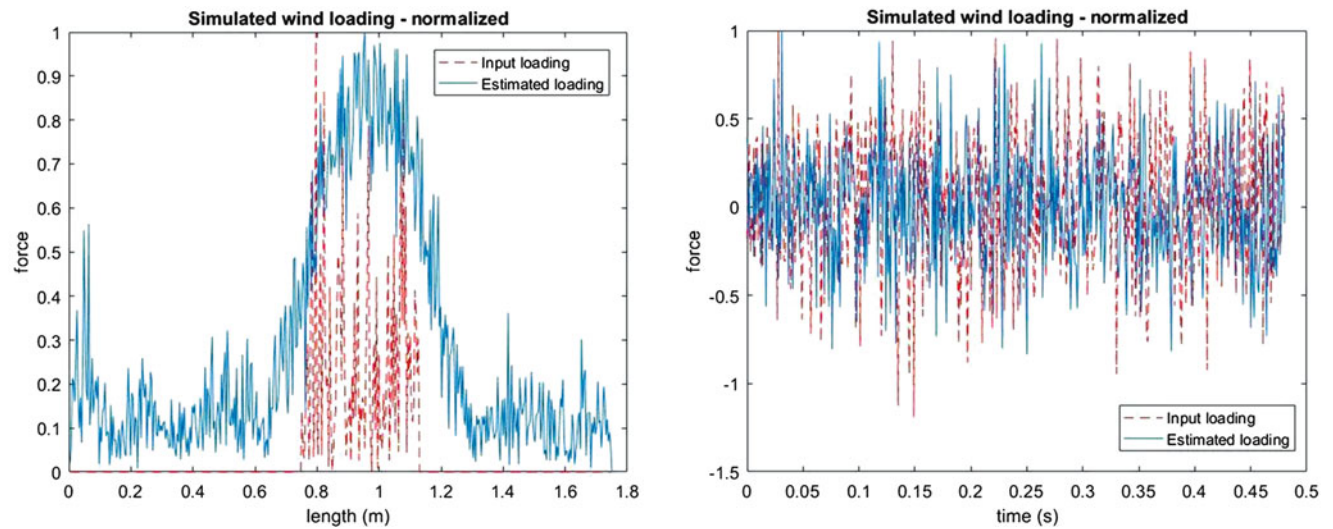 Simulated wind loading - normalized
1
0.9
0.8
0.7
0.6
0.5
0.4
0.3
0.2
0.1
0
force
Input loading
Estimated loading
0 0.2 0.4 0.6 0.8 1 1.2 1.4 1.6 1.8
length (m)
Simulated wind loading - normalized
1
0.5
0
-0.5
-1
-1.5
force
Input loading
Estimated loading
0 0.05 0.1 0.15 0.2 0.25 0.3 0.35 0.4 0.45 0.5
time (s)